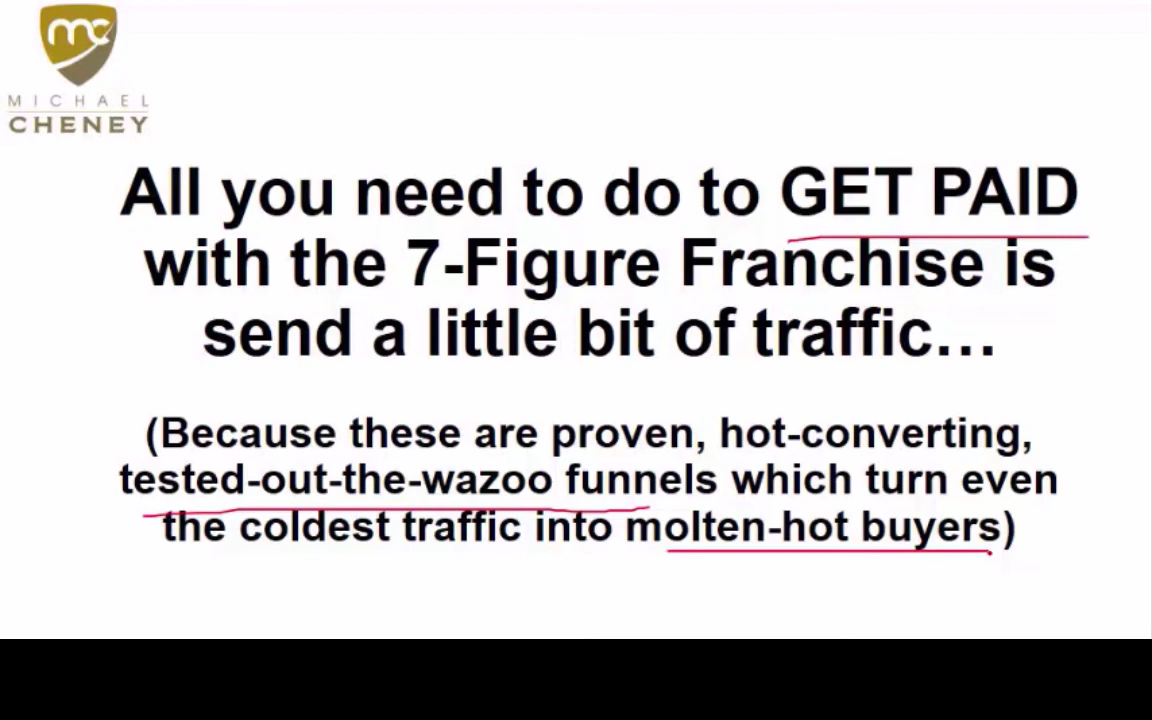 mc
MICHAEL
CHENEY
All you need to do to GET PAID
with the 7-Figure Franchise is
send a little bit of traffic…
(Because these are proven, hot-converting,
tested-out-the-wazoo funnels which turn even
the coldest traffic into molten-hot buyers)